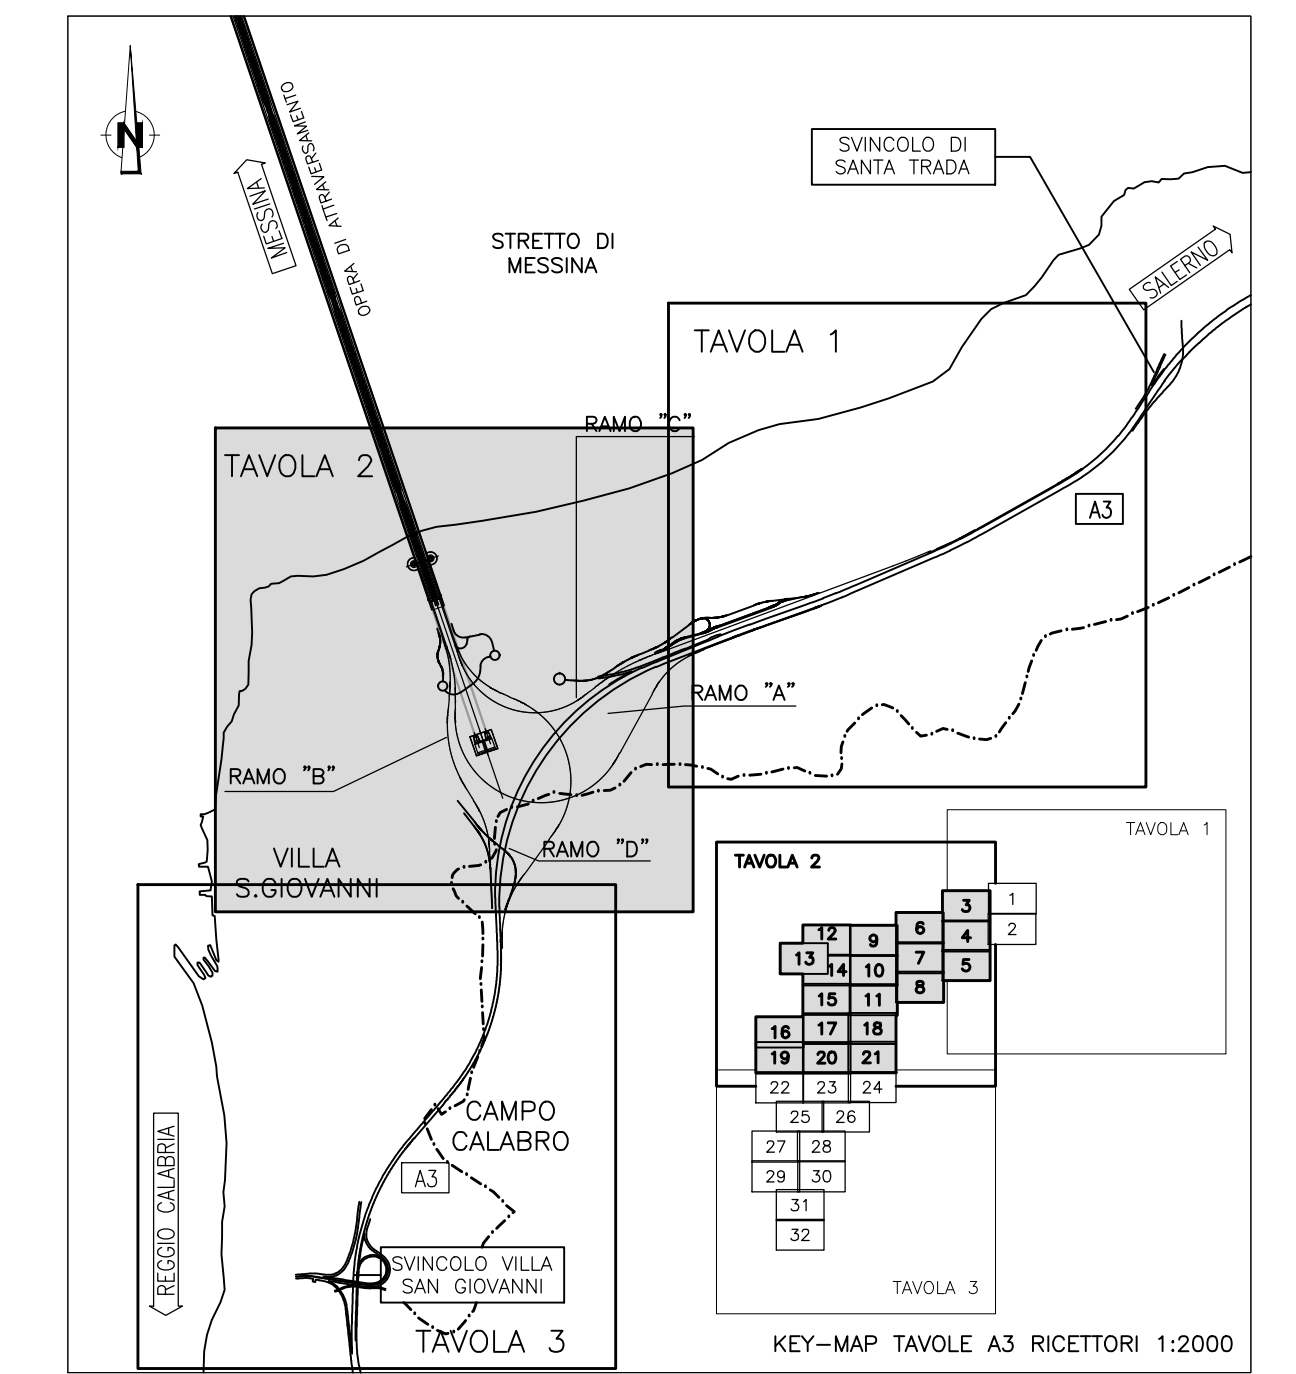 N
MESSINA
OPERA DI ATTRAVERSAMENTO
STRETTO DI
MESSINA
SVINCOLO DI
SANTA TRADA
SALERNO
TAVOLA 1
RAMO "C"
TAVOLA 2
A3
RAMO "A"
RAMO "B"
RAMO "D"
VILLA
S.GIOVANNI
TAVOLA 1
TAVOLA 2
3
1
4
2
5
6
7
8
12
9
13
14
10
15
11
16
17
18
19
20
21
22
23
24
25
26
27
28
29
30
31
32
TAVOLA 3
CAMPO
CALABRO
A3
REGGIO CALABRIA
SVINCOLO VILLA
SAN GIOVANNI
TAVOLA 3
KEY-MAP TAVOLE A3 RICETTORI 1:2000